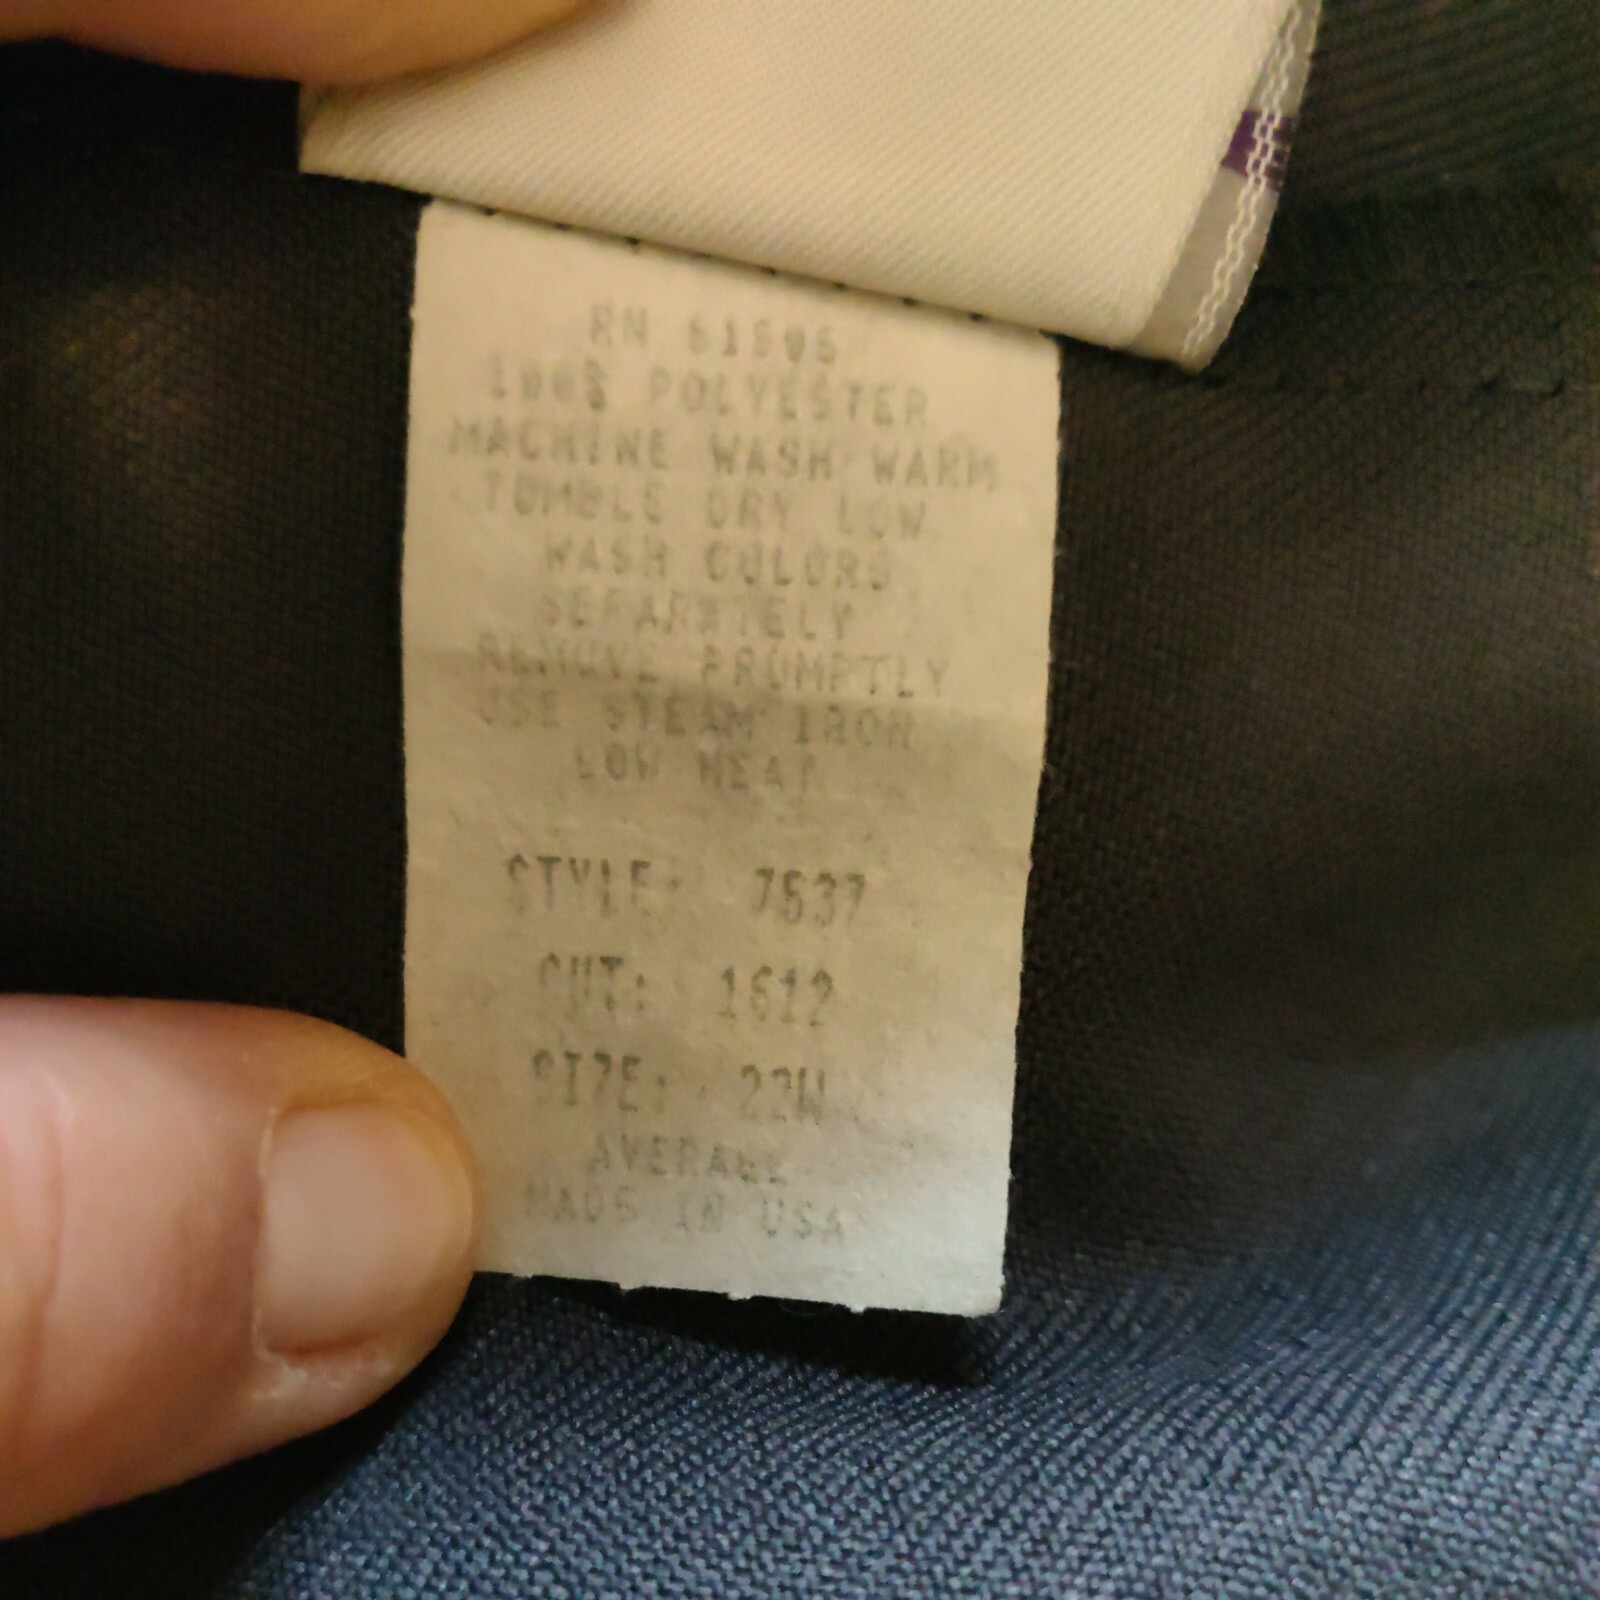 RN 61605
100% POLYESTER
MACHINE WASH WARM
TUMBLE DRY LOW
WASH COLORS
SEPARATELY
REMOVE PROMPTLY
USE STEAM IRON
LOW HEAT
STYLE: 7537
CUT: 1612
SIZE: 22W
AVERAGE
MADE IN USA